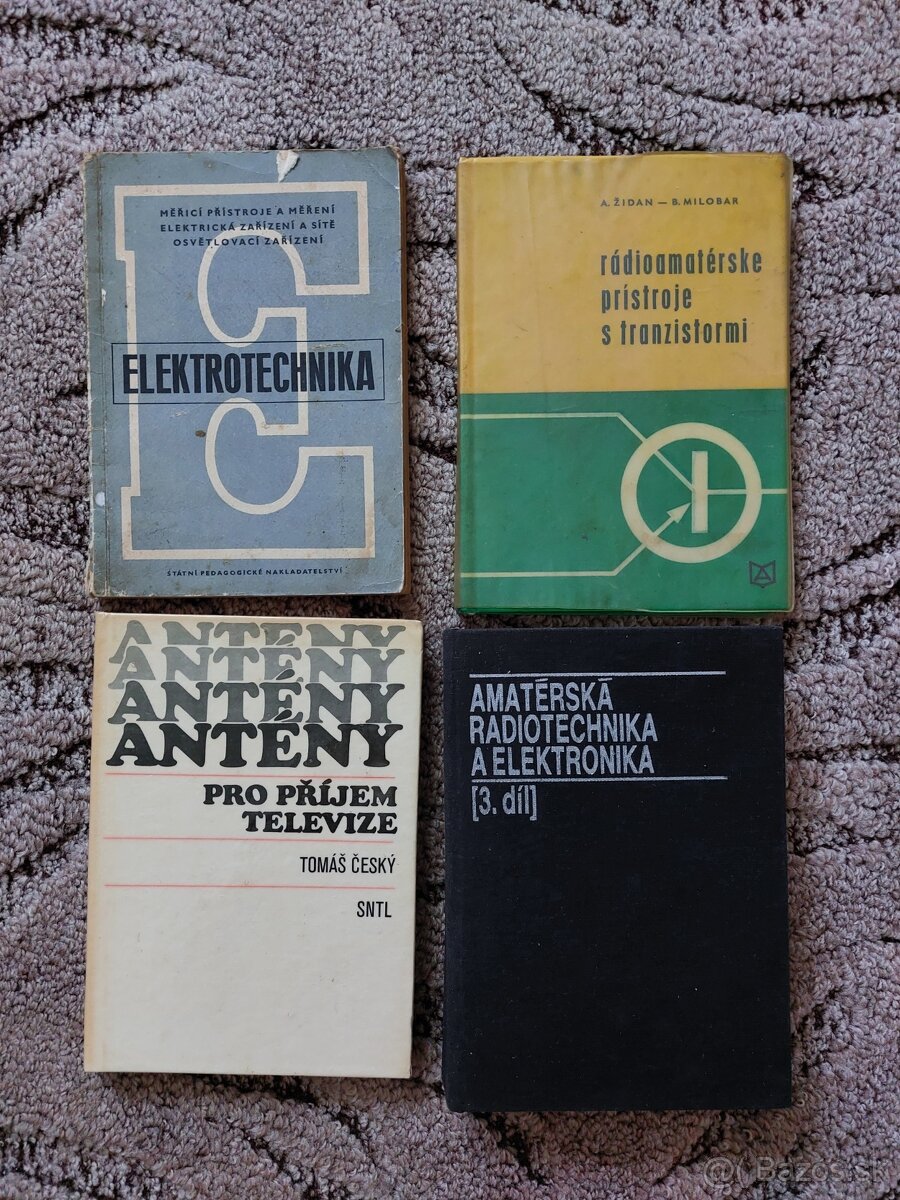 MĚŘICÍ PŘÍSTROJE A MĚŘENÍ
ELEKTRICKÁ ZAŘÍZENÍ A SÍTĚ
OSVĚTLOVACÍ ZAŘÍZENÍ
E
ELEKTROTECHNIKA
STÁTNÍ PEDAGOGICKÉ NAKLADATELSTVÍ
A. ŽIDAN — B. MILOBAR
rádioamatérske
prístroje
s tranzistormi
ANTÉNY
ANTÉNY
ANTÉNY
ANTÉNY
PRO PŘÍJEM
TELEVIZE
TOMÁŠ ČESKÝ
SNTL
AMATÉRSKÁ
RADIOTECHNIKA
A ELEKTRONIKA
[3. díl]
Bazos.sk